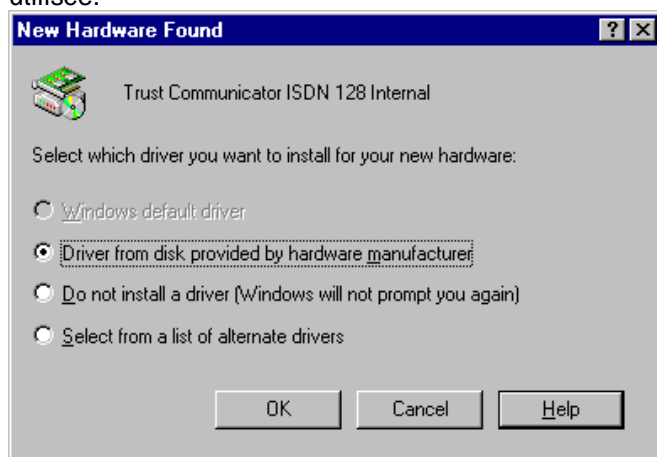 utilisée.
New Hardware Found
Trust Communicator ISDN 128 Internal
Select which driver you want to install for your new hardware:
Windows default driver
Driver from disk provided by hardware manufacturer
Do not install a driver (Windows will not prompt you again)
Select from a list of alternate drivers
OK Cancel Help